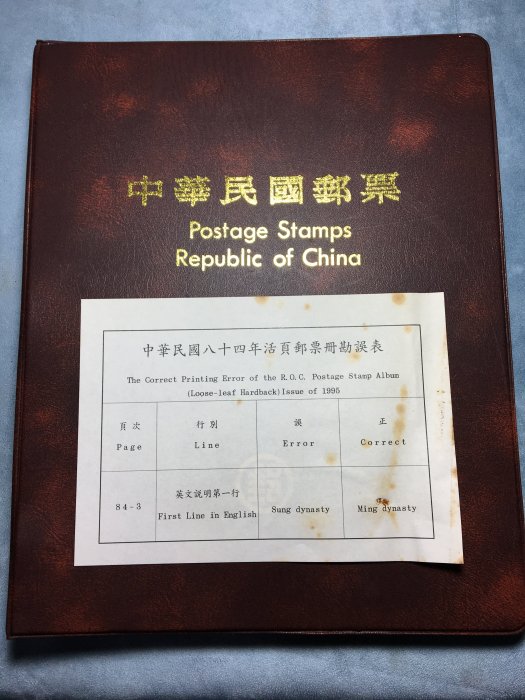 中華民國郵票
Postage Stamps
Republic of China
中華民國八十四年活頁郵票冊勘誤表
The Correct Printing Error of the R.O.C. Postage Stamp Album
(Loose-leaf Hardback)Issue of 1995
頁次 行別 誤 正
Page Line Error Correct
英文說明第一行
84-3 First Line in English Sung dynasty Ming dynasty